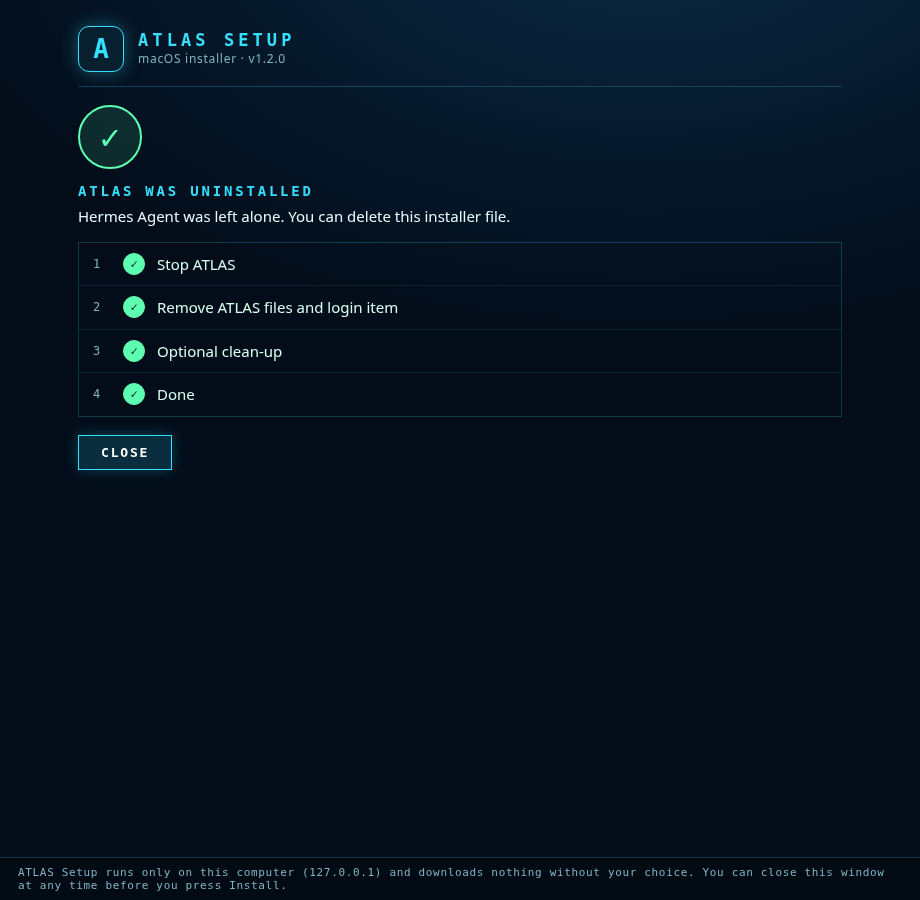 A
ATLAS SETUP
macOS installer · v1.2.0
✓
ATLAS WAS UNINSTALLED
Hermes Agent was left alone. You can delete this installer file.
1 ✓ Stop ATLAS
2 ✓ Remove ATLAS files and login item
3 ✓ Optional clean-up
4 ✓ Done
CLOSE
ATLAS Setup runs only on this computer (127.0.0.1) and downloads nothing without your choice. You can close this window
at any time before you press Install.